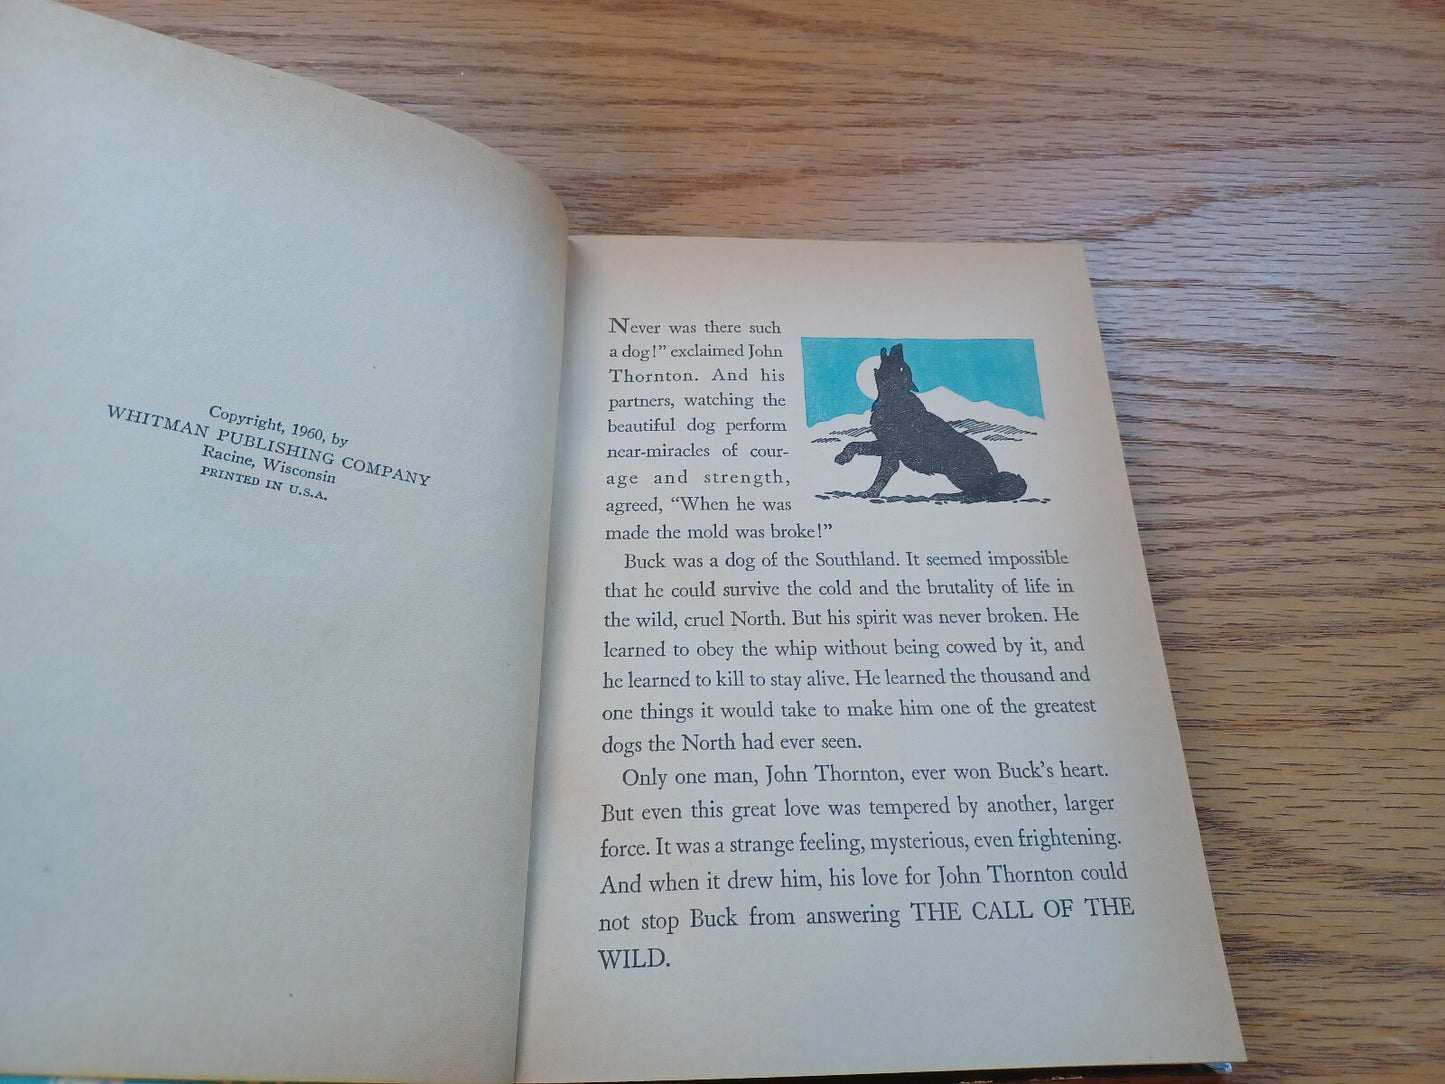 Copyright, 1960, by
WHITMAN PUBLISHING COMPANY
Racine, Wisconsin
PRINTED IN U.S.A.
Never was there such
a dog!” exclaimed John
Thornton. And his
partners, watching the
beautiful dog perform
near-miracles of cour-
age and strength,
agreed, “When he was
made the mold was broke!”
Buck was a dog of the Southland. It seemed impossible
that he could survive the cold and the brutality of life in
the wild, cruel North. But his spirit was never broken. He
learned to obey the whip without being cowed by it, and
he learned to kill to stay alive. He learned the thousand and
one things it would take to make him one of the greatest
dogs the North had ever seen.
Only one man, John Thornton, ever won Buck’s heart.
But even this great love was tempered by another, larger
force. It was a strange feeling, mysterious, even frightening.
And when it drew him, his love for John Thornton could
not stop Buck from answering THE CALL OF THE
WILD.